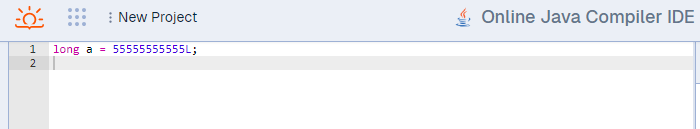 New Project
Online Java Compiler IDE
1 long a = 55555555555L;
2